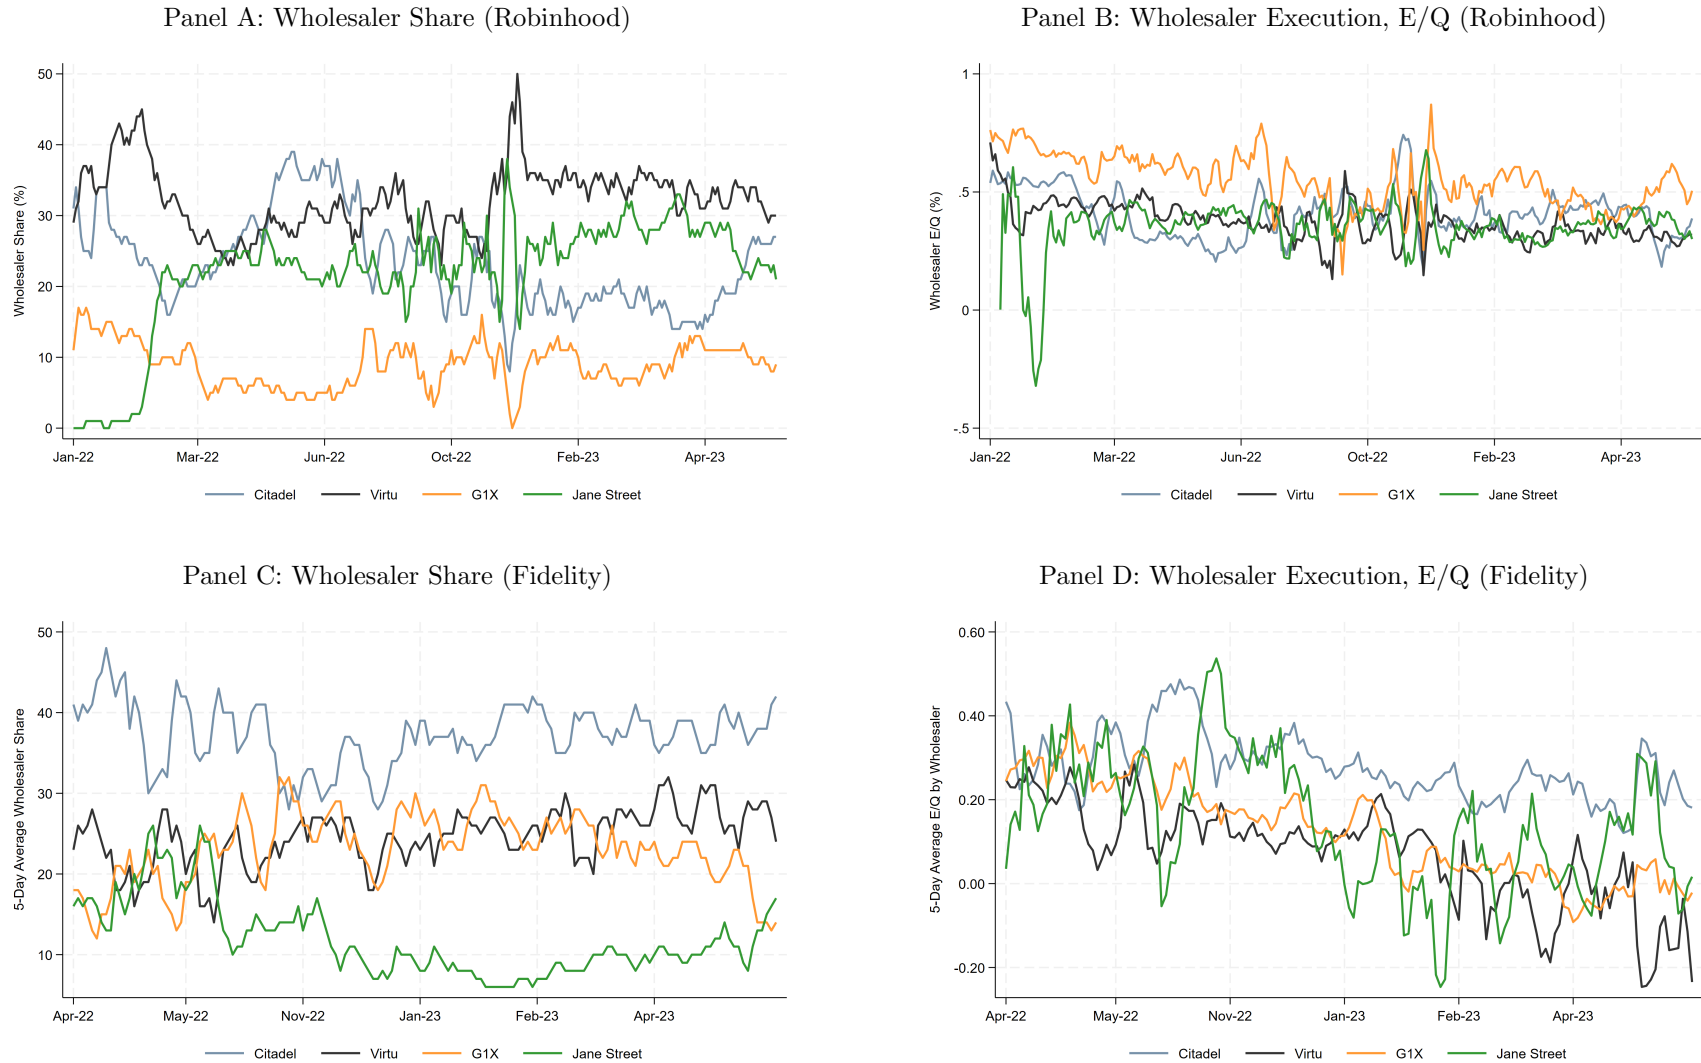 Panel A: Wholesaler Share (Robinhood)
Wholesaler Share (%)
50
40
30
20
10
0
Jan-22 Mar-22 Jun-22 Oct-22 Feb-23 Apr-23
Citadel Virtu G1X Jane Street
Panel B: Wholesaler Execution, E/Q (Robinhood)
Wholesaler E/Q (%)
1
.5
0
-.5
Jan-22 Mar-22 Jun-22 Oct-22 Feb-23 Apr-23
Citadel Virtu G1X Jane Street
Panel C: Wholesaler Share (Fidelity)
5-Day Average Wholesaler Share
50
40
30
20
10
Apr-22 May-22 Nov-22 Jan-23 Feb-23 Apr-23
Citadel Virtu G1X Jane Street
Panel D: Wholesaler Execution, E/Q (Fidelity)
5-Day Average E/Q by Wholesaler
0.60
0.40
0.20
0.00
-0.20
Apr-22 May-22 Nov-22 Jan-23 Feb-23 Apr-23
Citadel Virtu G1X Jane Street